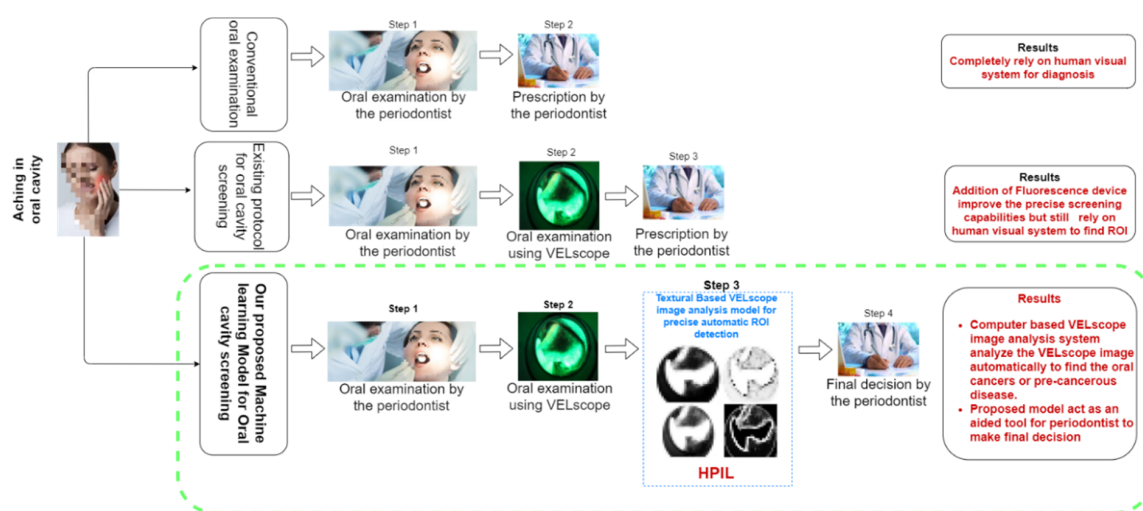 Aching in
oral cavity
Conventional
oral examination
Step 1
Oral examination by
the periodontist
Step 2
Prescription by
the periodontist
Results
Completely rely on human visual
system for diagnosis
Existing protocol
for oral cavity
screening
Step 1
Oral examination by
the periodontist
Step 2
Oral examination
using VELscope
Step 3
Prescription by
the periodontist
Results
Addition of Fluorescence device
improve the precise screening
capabilities but still rely on
human visual system to find ROI
Our proposed Machine
learning Model for Oral
cavity screening
Step 1
Oral examination by
the periodontist
Step 2
Oral examination
using VELscope
Step 3
Textural Based VELscope
image analysis model for
precise automatic ROI
detection
HPIL
Step 4
Final decision by
the periodontist
Results
• Computer based VELscope
image analysis system
analyze the VELscope image
automatically to find the oral
cancers or pre-cancerous
disease.
• Proposed model act as an
aided tool for periodontist to
make final decision